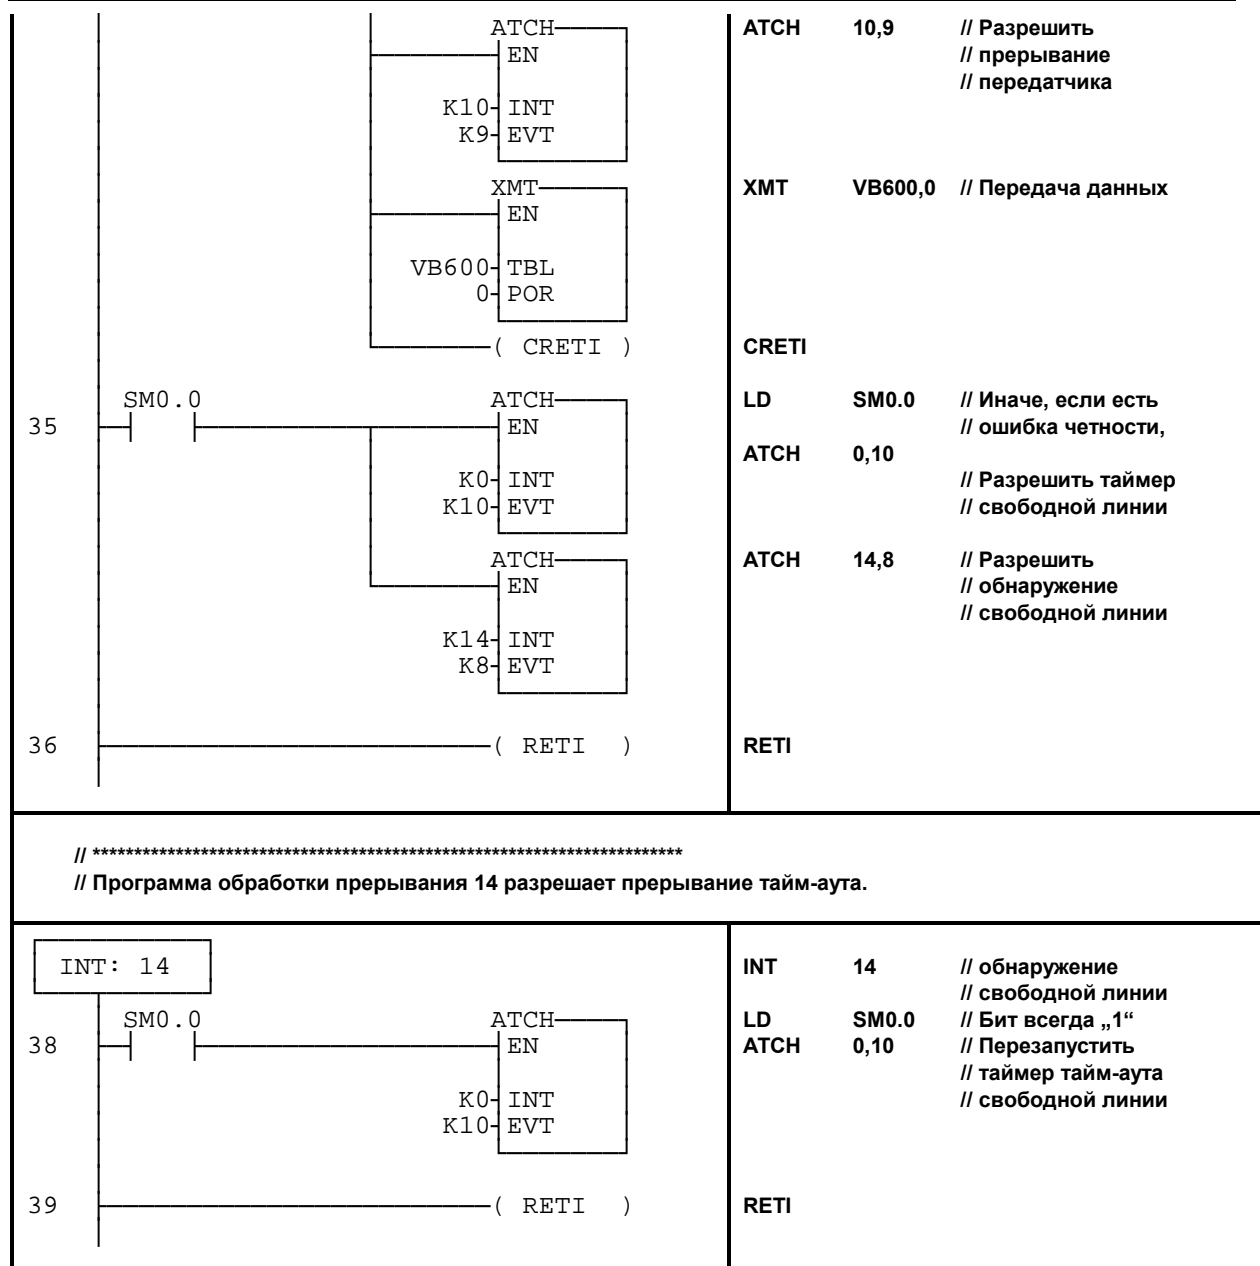 ATCH
EN
K10 INT
K9 EVT
ATCH 10,9 // Разрешить
// прерывание
// передатчика
XMT
EN
VB600 TBL
0 POR
XMT VB600,0 // Передача данных
( CRETI )
CRETI
35
SM0.0
ATCH
EN
K0 INT
K10 EVT
LD SM0.0 // Иначе, если есть
// ошибка четности,
ATCH 0,10
// Разрешить таймер
// свободной линии
ATCH
EN
K14 INT
K8 EVT
ATCH 14,8 // Разрешить
// обнаружение
// свободной линии
36 ( RETI )
RETI
// ***********************************************************************
// Программа обработки прерывания 14 разрешает прерывание тайм-аута.
INT: 14
INT 14 // обнаружение
// свободной линии
38
SM0.0
ATCH
EN
K0 INT
K10 EVT
LD SM0.0 // Бит всегда „1“
ATCH 0,10 // Перезапустить
// таймер тайм-аута
// свободной линии
39 ( RETI )
RETI